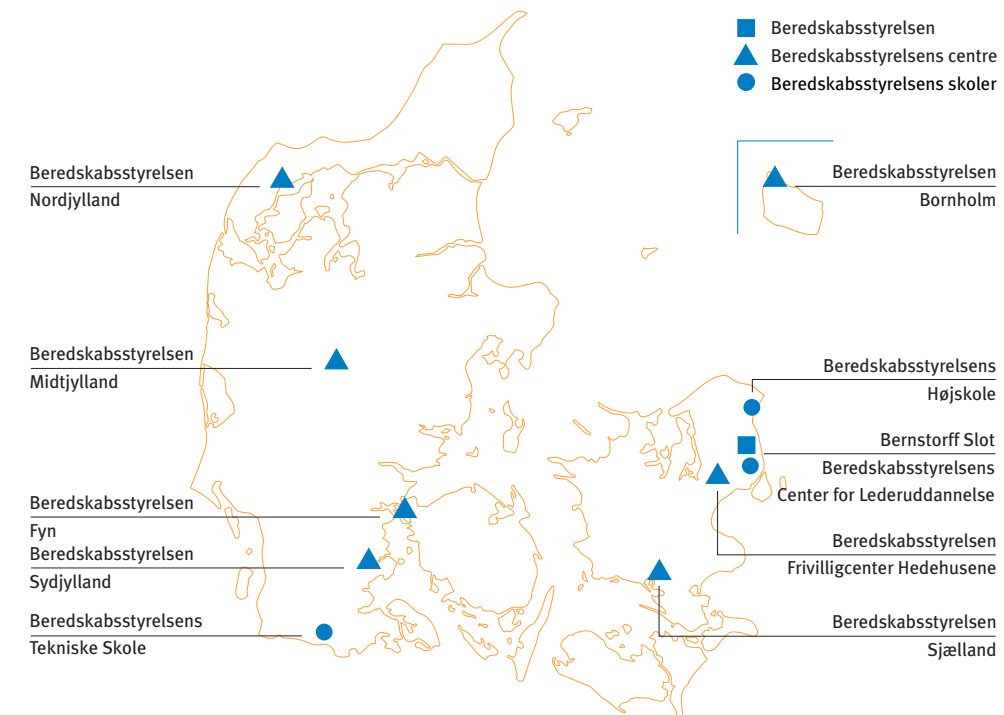 Beredskabsstyrelsen
Beredskabsstyrelsens centre
Beredskabsstyrelsens skoler
Beredskabsstyrelsen
Nordjylland
Beredskabsstyrelsen
Bornholm
Beredskabsstyrelsen
Midtjylland
Beredskabsstyrelsens
Højskole
Bernstorff Slot
Beredskabsstyrelsens
Center for Lederuddannelse
Beredskabsstyrelsen
Fyn
Beredskabsstyrelsen
Sydjylland
Beredskabsstyrelsen
Frivilligcenter Hedehusene
Beredskabsstyrelsens
Tekniske Skole
Beredskabsstyrelsen
Sjælland